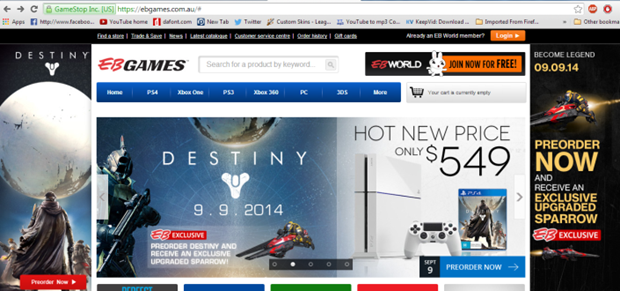 GameStop Inc. [US] https://ebgames.com.au/#
http://www.faceboo... YouTube home dafont.com New Tab Twitter Custom Skins - Leag... YouTube to mp3 Co... KV KeepVid: Download ... Imported From Firef... Other bookma
Find a store | Trade & Save | News | Latest catalogue | Customer service centre | Order history | Gift cards
Already an EB World member? Login
DESTINY
EB GAMES
Search for a product by keyword...
EB WORLD JOIN NOW FOR FREE!
BECOME LEGEND
09.09.14
Home PS4 Xbox One PS3 Xbox 360 PC 3DS More
Your cart is currently empty.
DESTINY
9.9.2014
EB EXCLUSIVE
PREORDER DESTINY AND
RECEIVE AN EXCLUSIVE
UPGRADED SPARROW!
HOT NEW PRICE
ONLY $549
PS4
SEPT
9
PREORDER NOW
PREORDER
NOW
AND
RECEIVE AN
EXCLUSIVE
UPGRADED
SPARROW
EB EXCLUSIVE
Preorder Now